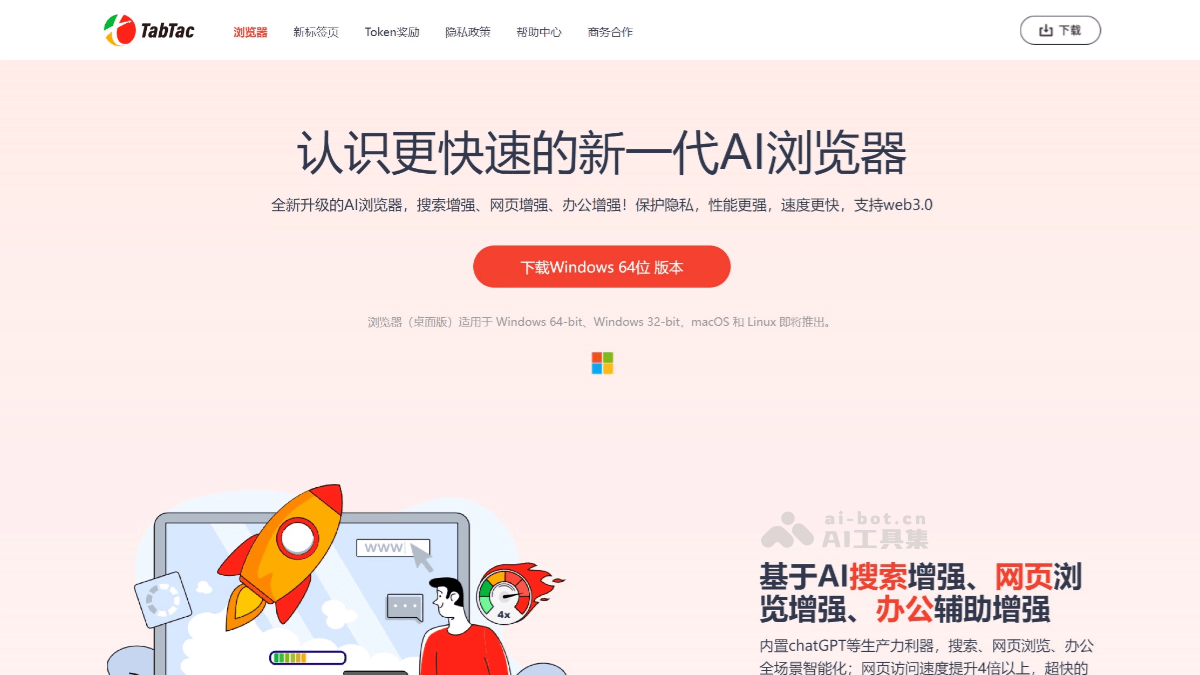 TabTac
浏览器
新标签页
Token奖励
隐私政策
帮助中心
商务合作
下载
认识更快速的新一代AI浏览器
全新升级的AI浏览器，搜索增强、网页增强、办公增强！保护隐私，性能更强，速度更快，支持web3.0
下载Windows 64位 版本
浏览器（桌面版）适用于 Windows 64-bit、Windows 32-bit、macOS 和 Linux 即将推出。
WWW
4x
ai-bot.cn
AI工具集
基于AI搜索增强、网页浏
览增强、办公辅助增强
内置chatGPT等生产力利器，搜索、网页浏览、办公
全场景智能化；网页访问速度提升4倍以上，超快的